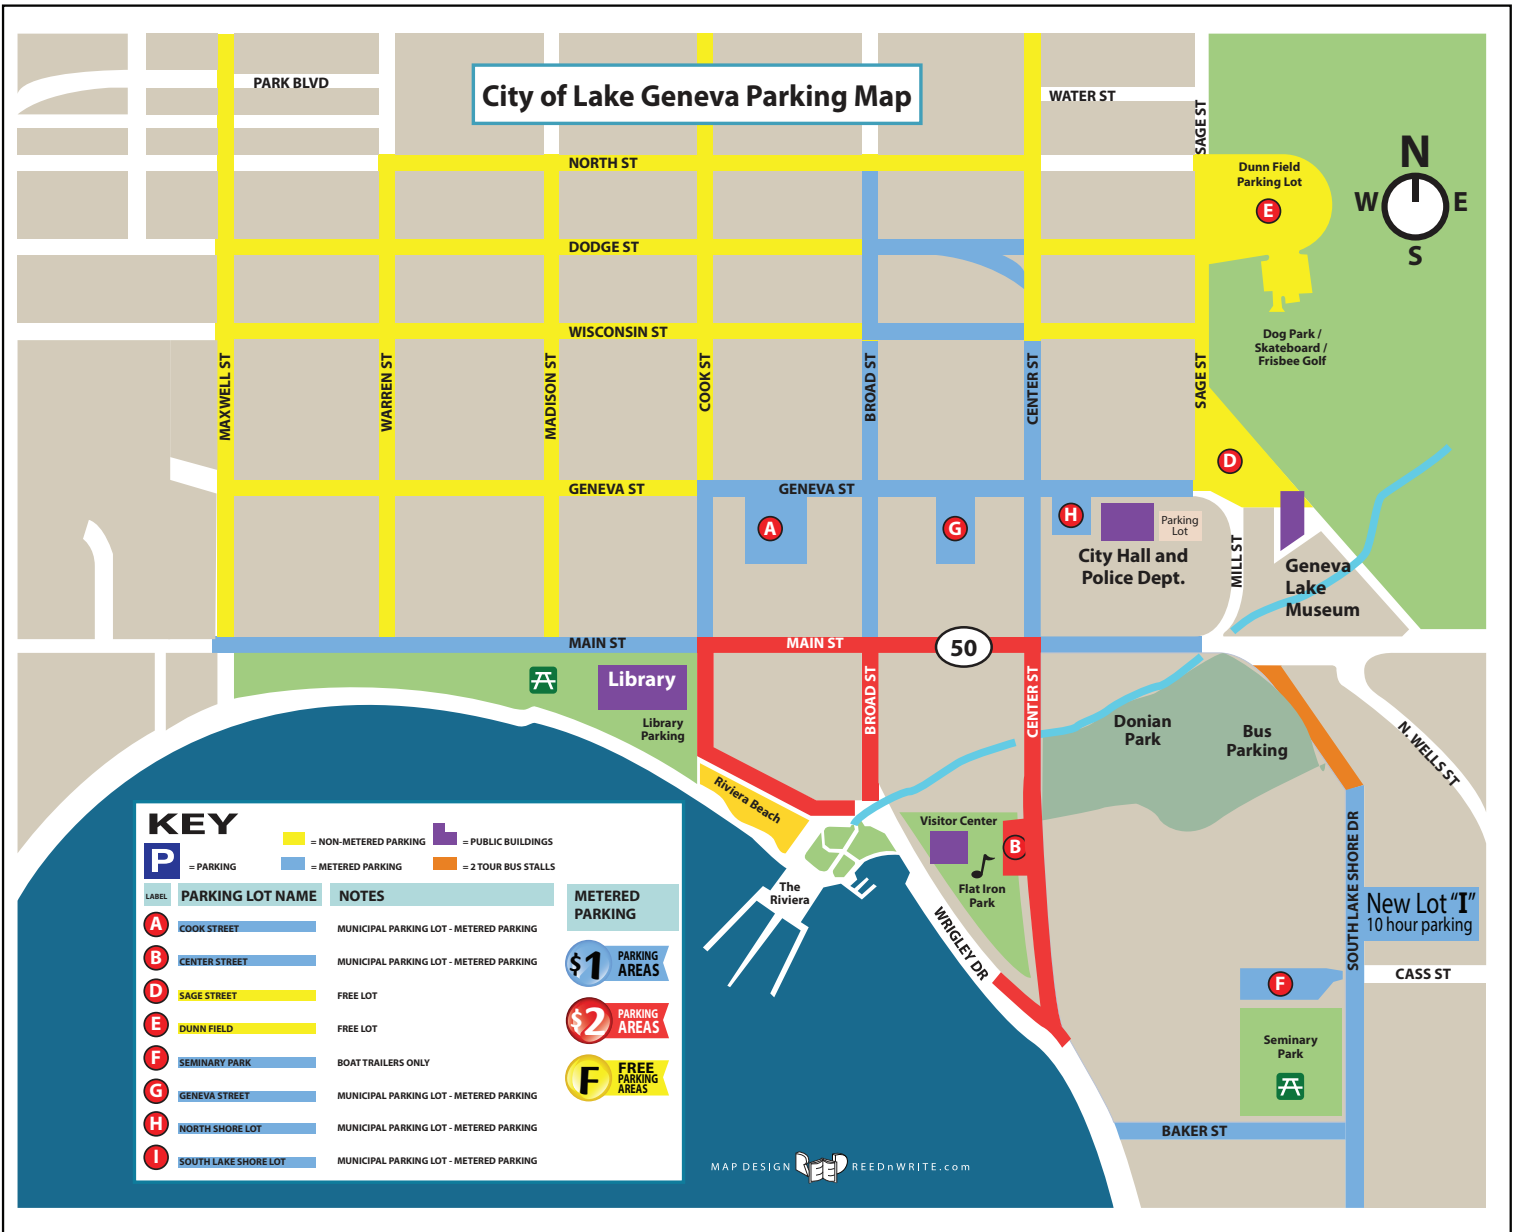 City of Lake Geneva Parking Map
PARK BLVD
WATER ST
SAGE ST
N
W
E
S
NORTH ST
Dunn Field
Parking Lot
E
DODGE ST
WISCONSIN ST
Dog Park /
Skateboard /
Frisbee Golf
MAXWELL ST
WARREN ST
MADISON ST
COOK ST
BROAD ST
CENTER ST
SAGE ST
D
GENEVA ST
GENEVA ST
A
G
H
Parking
Lot
City Hall and
Police Dept.
MILL ST
Geneva
Lake
Museum
MAIN ST
MAIN ST
50
Library
Library
Parking
BROAD ST
CENTER ST
Donian
Park
Bus
Parking
N. WELLS ST
Riviera Beach
Visitor Center
B
Flat Iron
Park
The
Riviera
WRIGLEY DR
SOUTH LAKE SHORE DR
New Lot "I"
10 hour parking
CASS ST
F
Seminary
Park
BAKER ST
KEY
P
= PARKING
= NON-METERED PARKING
= METERED PARKING
= PUBLIC BUILDINGS
= 2 TOUR BUS STALLS
LABEL PARKING LOT NAME NOTES
A COOK STREET MUNICIPAL PARKING LOT - METERED PARKING
B CENTER STREET MUNICIPAL PARKING LOT - METERED PARKING
D SAGE STREET FREE LOT
E DUNN FIELD FREE LOT
F SEMINARY PARK BOAT TRAILERS ONLY
G GENEVA STREET MUNICIPAL PARKING LOT - METERED PARKING
H NORTH SHORE LOT MUNICIPAL PARKING LOT - METERED PARKING
I SOUTH LAKE SHORE LOT MUNICIPAL PARKING LOT - METERED PARKING
METERED
PARKING
$1 PARKING
AREAS
$2 PARKING
AREAS
F FREE
PARKING
AREAS
MAP DESIGN REEDnWRITE.com